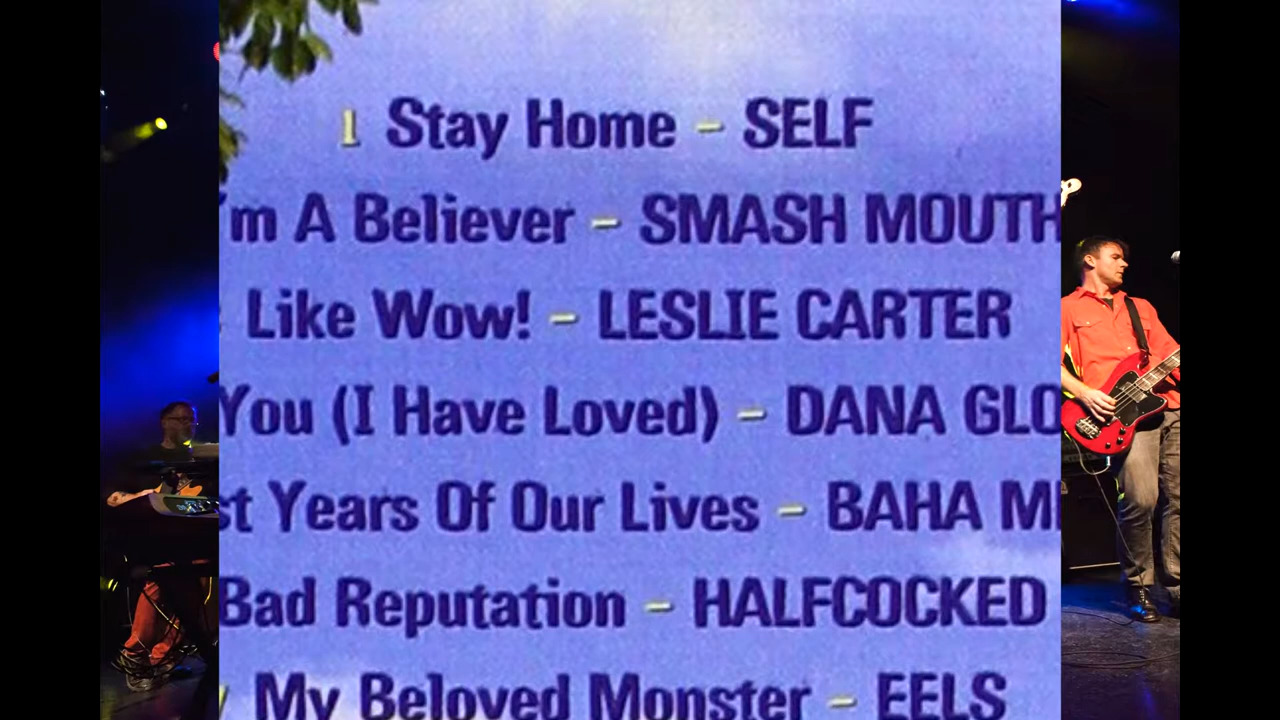 1 Stay Home – SELF
'm A Believer – SMASH MOUTH
Like Wow! – LESLIE CARTER
You (I Have Loved) – DANA GLO
st Years Of Our Lives – BAHA M
Bad Reputation – HALFCOCKED
My Beloved Monster – EELS